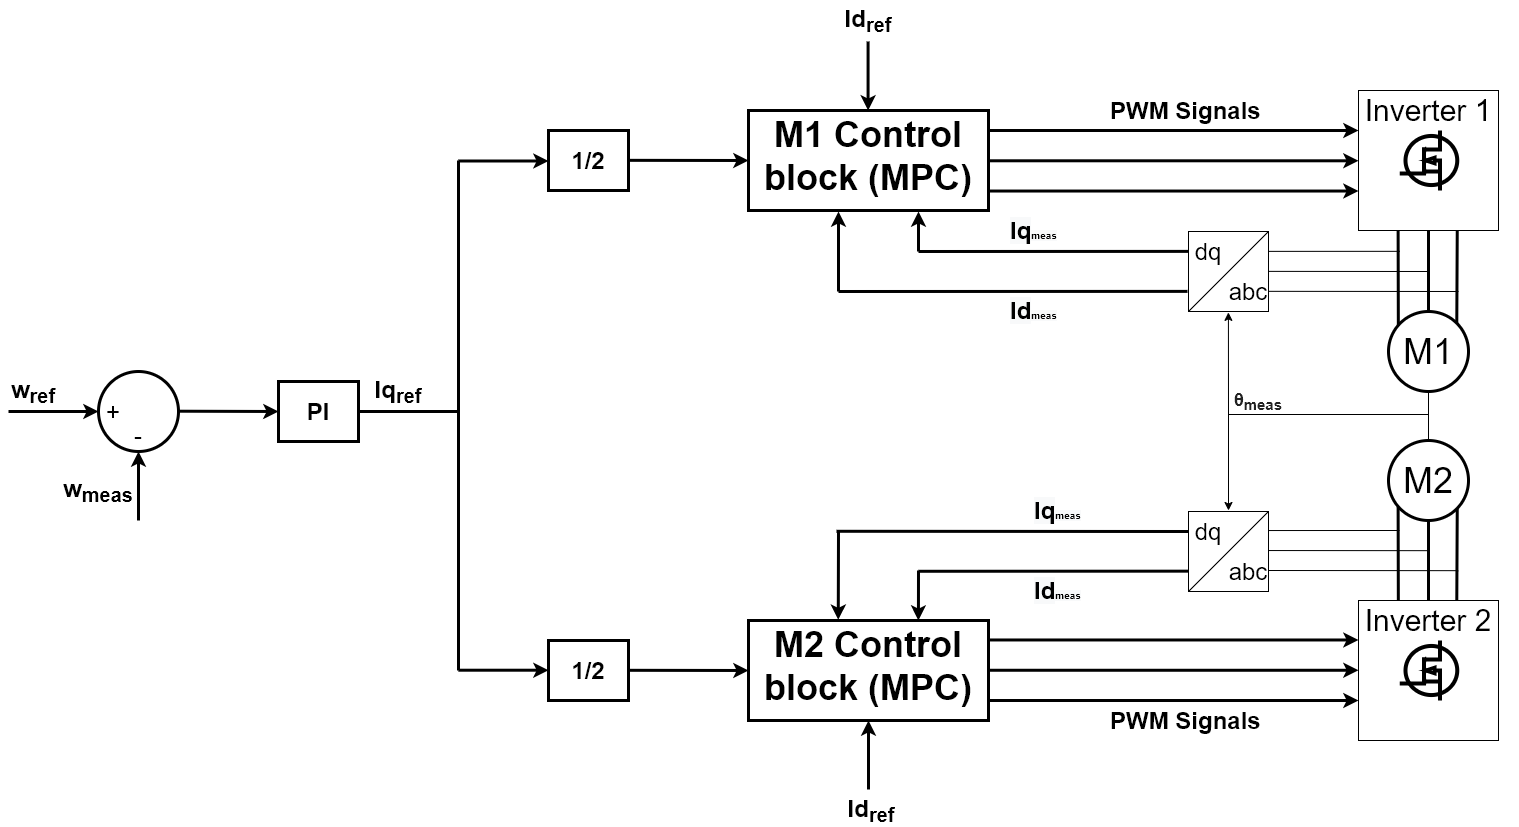 Idref
M1 Control
block (MPC)
PWM Signals
Inverter 1
1/2
Iqmeas
dq
abc
Idmeas
M1
wref
+
-
PI
Iqref
θmeas
wmeas
M2
Iqmeas
dq
abc
Idmeas
1/2
M2 Control
block (MPC)
Inverter 2
PWM Signals
Idref